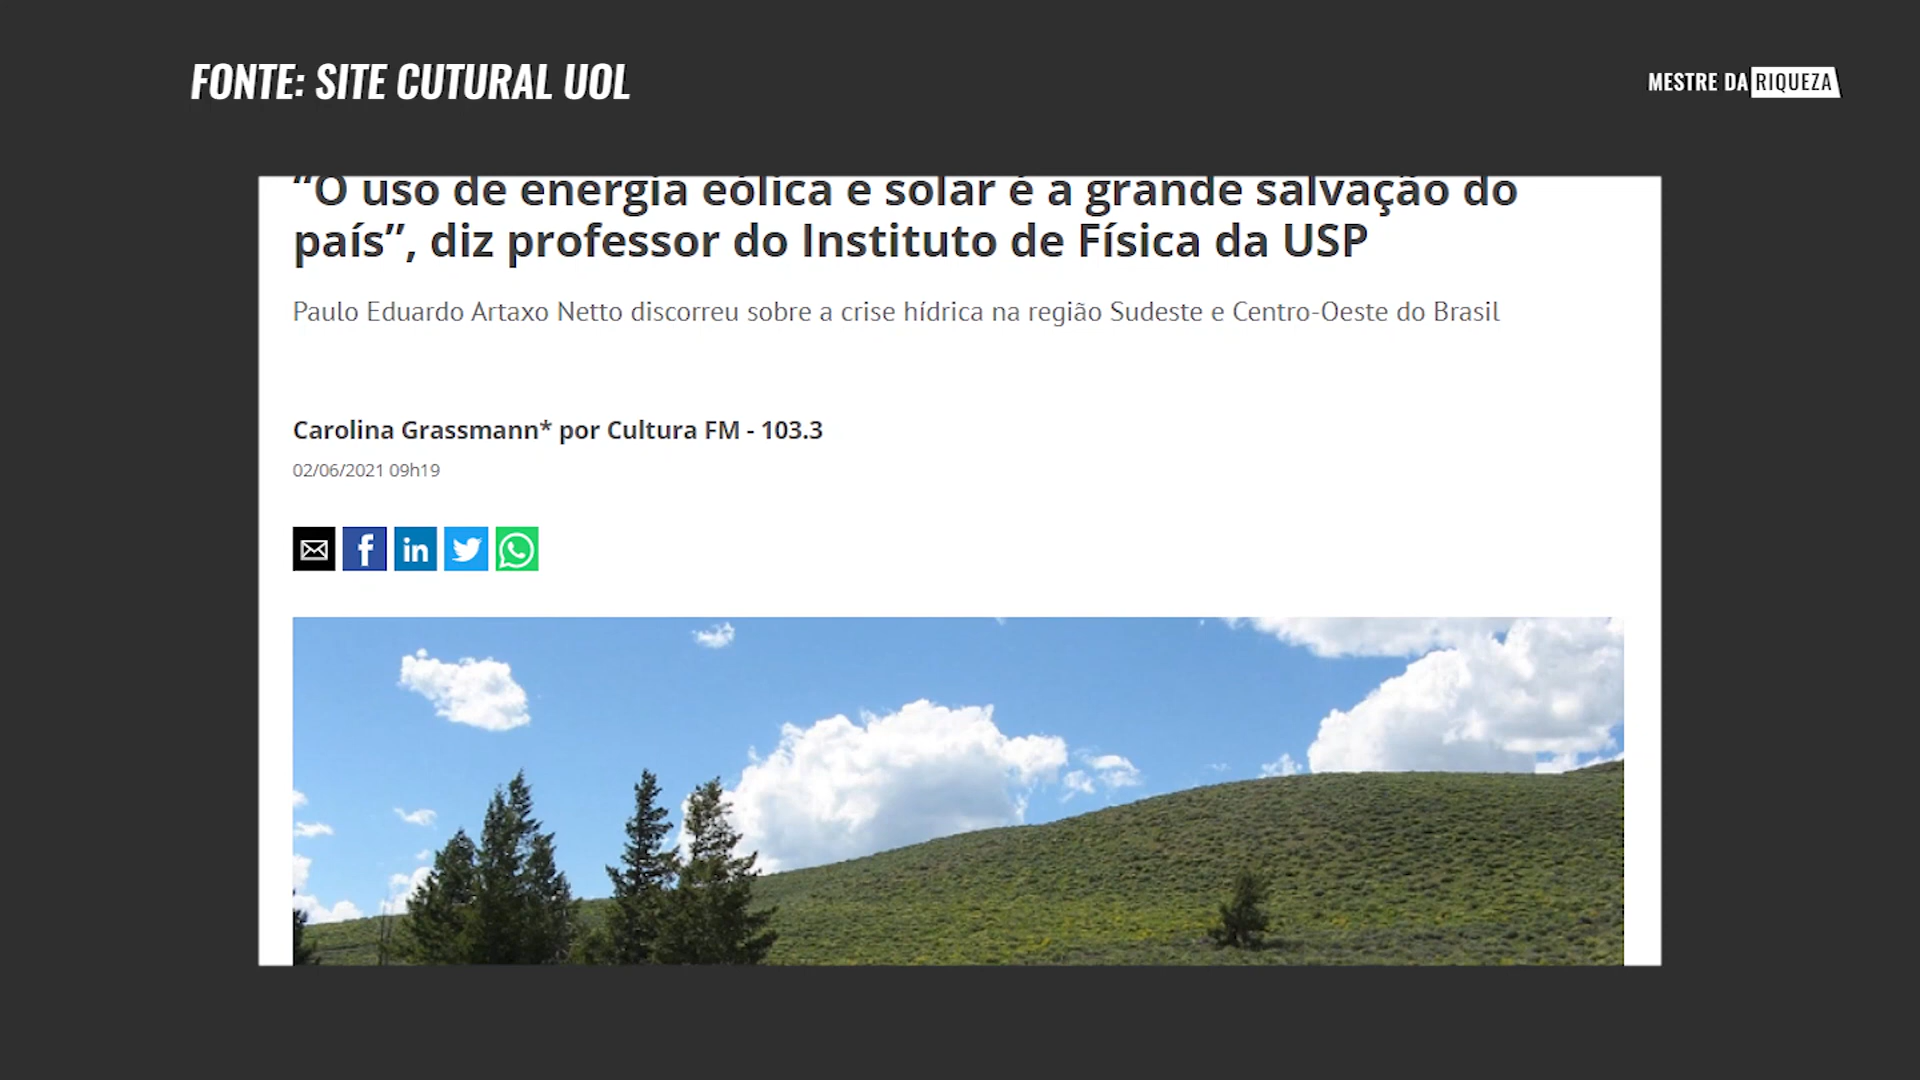 FONTE: SITE CUTURAL UOL
MESTRE DA RIQUEZA
“O uso de energia eólica e solar é a grande salvação do
país”, diz professor do Instituto de Física da USP
Paulo Eduardo Artaxo Netto discorreu sobre a crise hídrica na região Sudeste e Centro-Oeste do Brasil
Carolina Grassmann* por Cultura FM - 103.3
02/06/2021 09h19